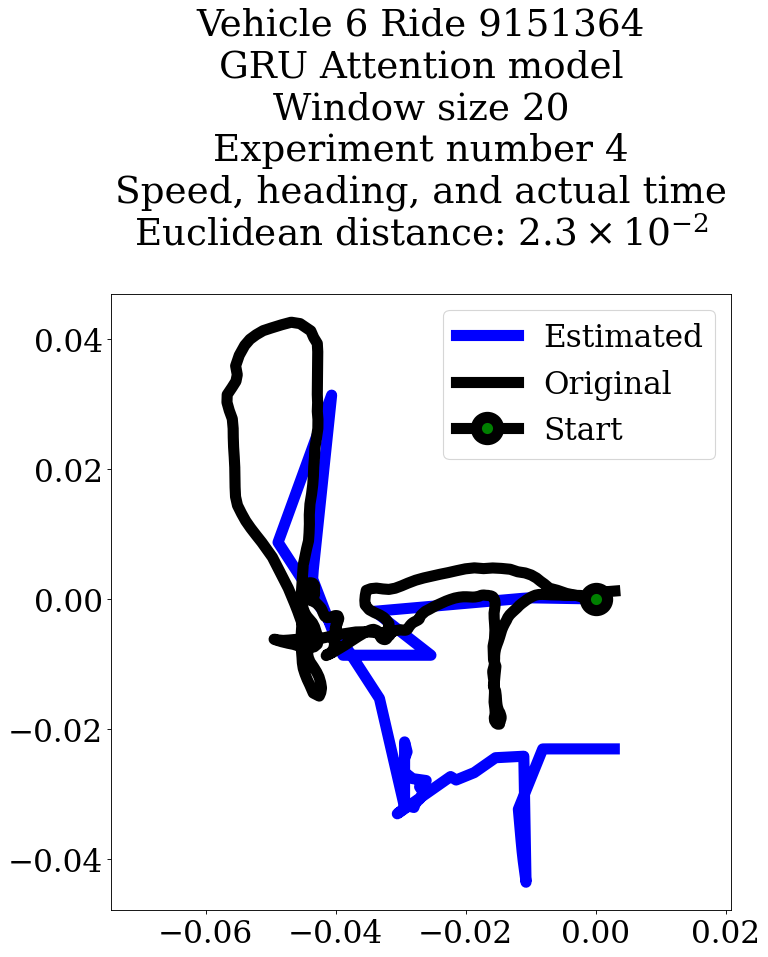 Vehicle 6 Ride 9151364
GRU Attention model
Window size 20
Experiment number 4
Speed, heading, and actual time
Euclidean distance: 2.3 × 10⁻²
Estimated
Original
Start
0.04
0.02
0.00
−0.02
−0.04
−0.06 −0.04 −0.02 0.00 0.02